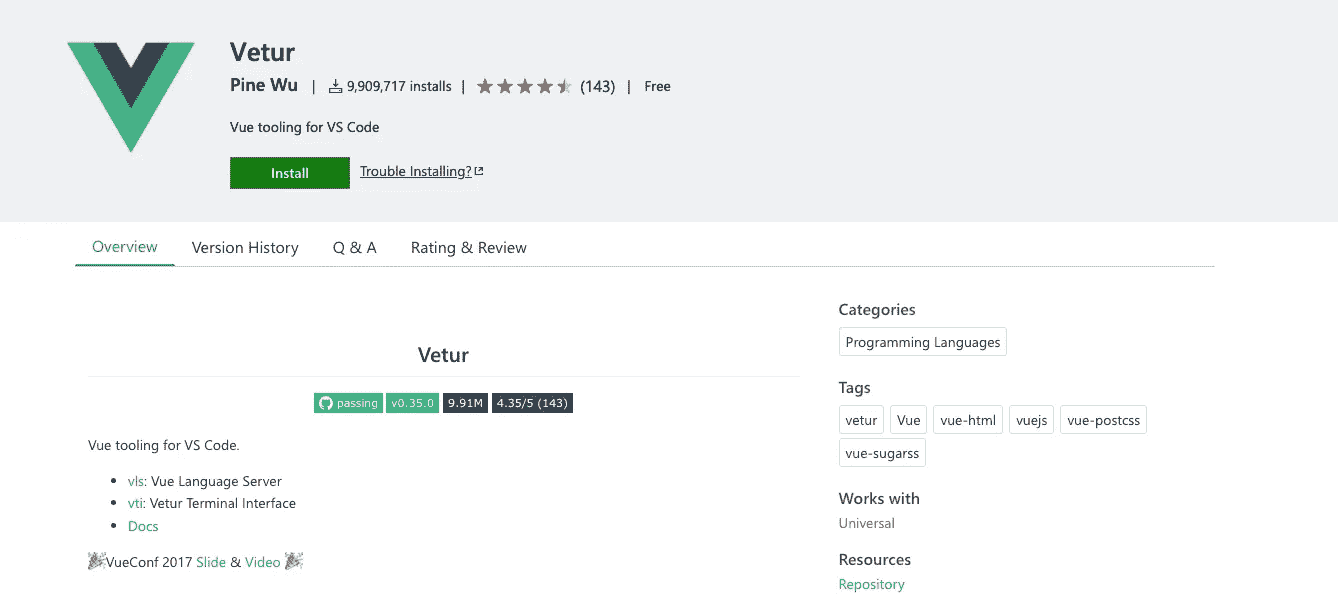 Vetur
Pine Wu | 9,909,717 installs | (143) | Free
Vue tooling for VS Code
Install Trouble Installing?
Overview Version History Q & A Rating & Review
Vetur
passing v0.35.0 9.91M 4.35/5 (143)
Vue tooling for VS Code.
vls: Vue Language Server
vti: Vetur Terminal Interface
Docs
VueConf 2017 Slide & Video
Categories
Programming Languages
Tags
vetur Vue vue-html vuejs vue-postcss
vue-sugarss
Works with
Universal
Resources
Repository